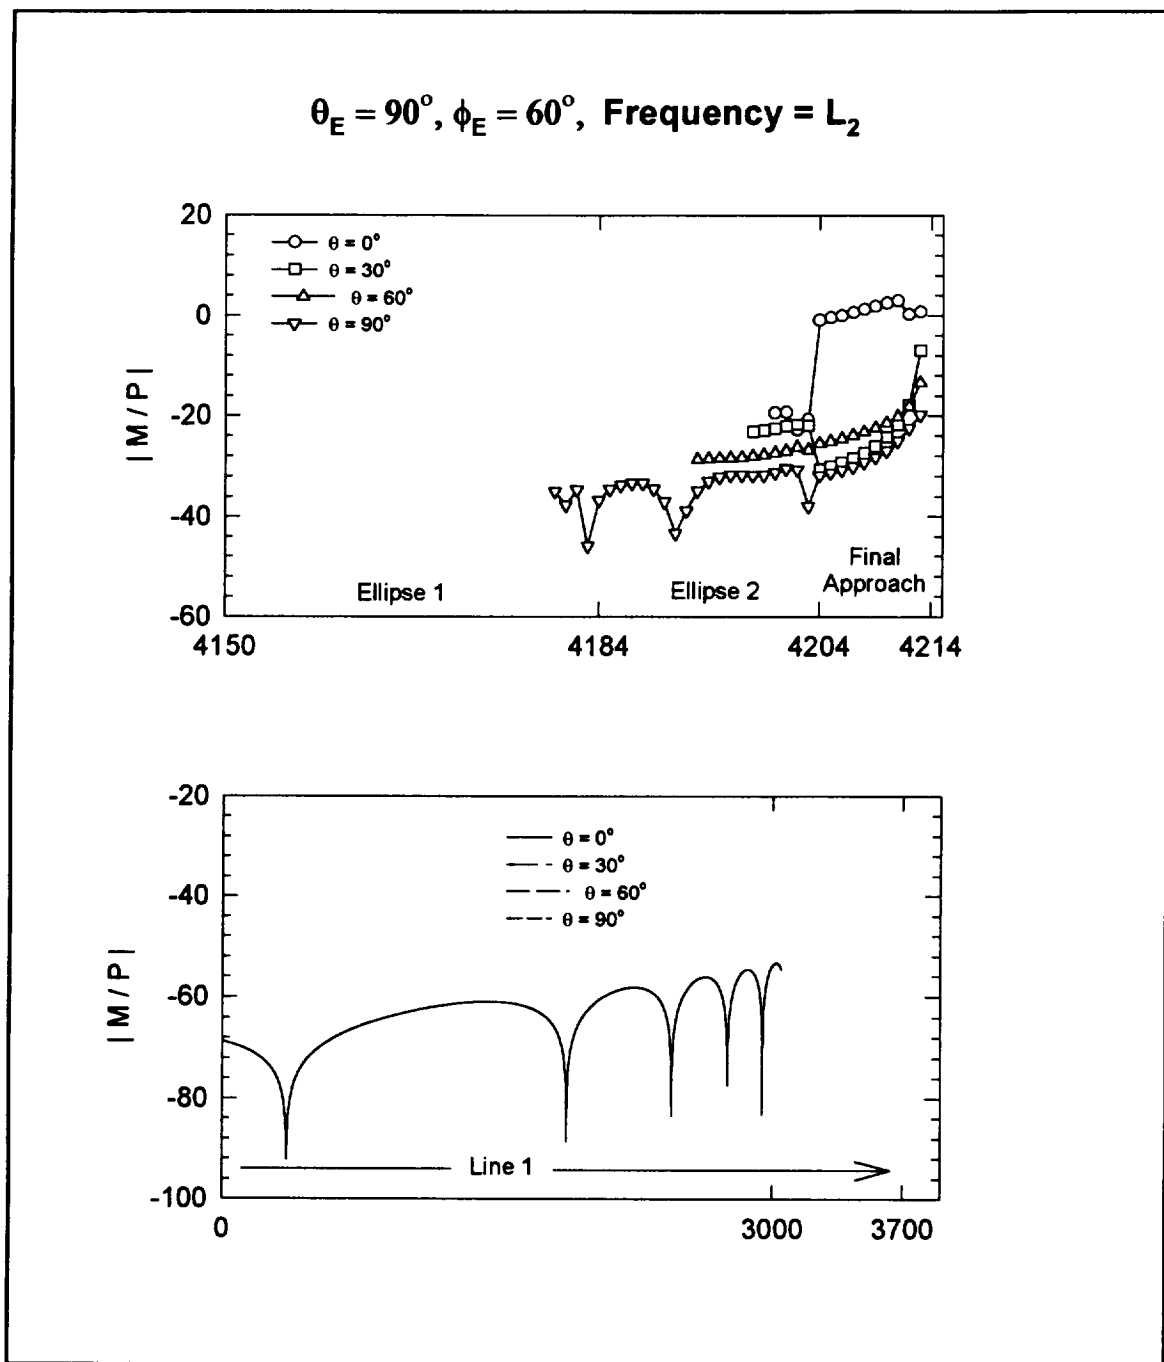 θE = 90°, ϕE = 60°, Frequency = L2
20
0
-20
-40
-60
|M / P|
θ = 0°
θ = 30°
θ = 60°
θ = 90°
Ellipse 1
Ellipse 2
Final
Approach
4150
4184
4204
4214
-20
-40
-60
-80
-100
|M / P|
θ = 0°
θ = 30°
θ = 60°
θ = 90°
Line 1
0
3000
3700